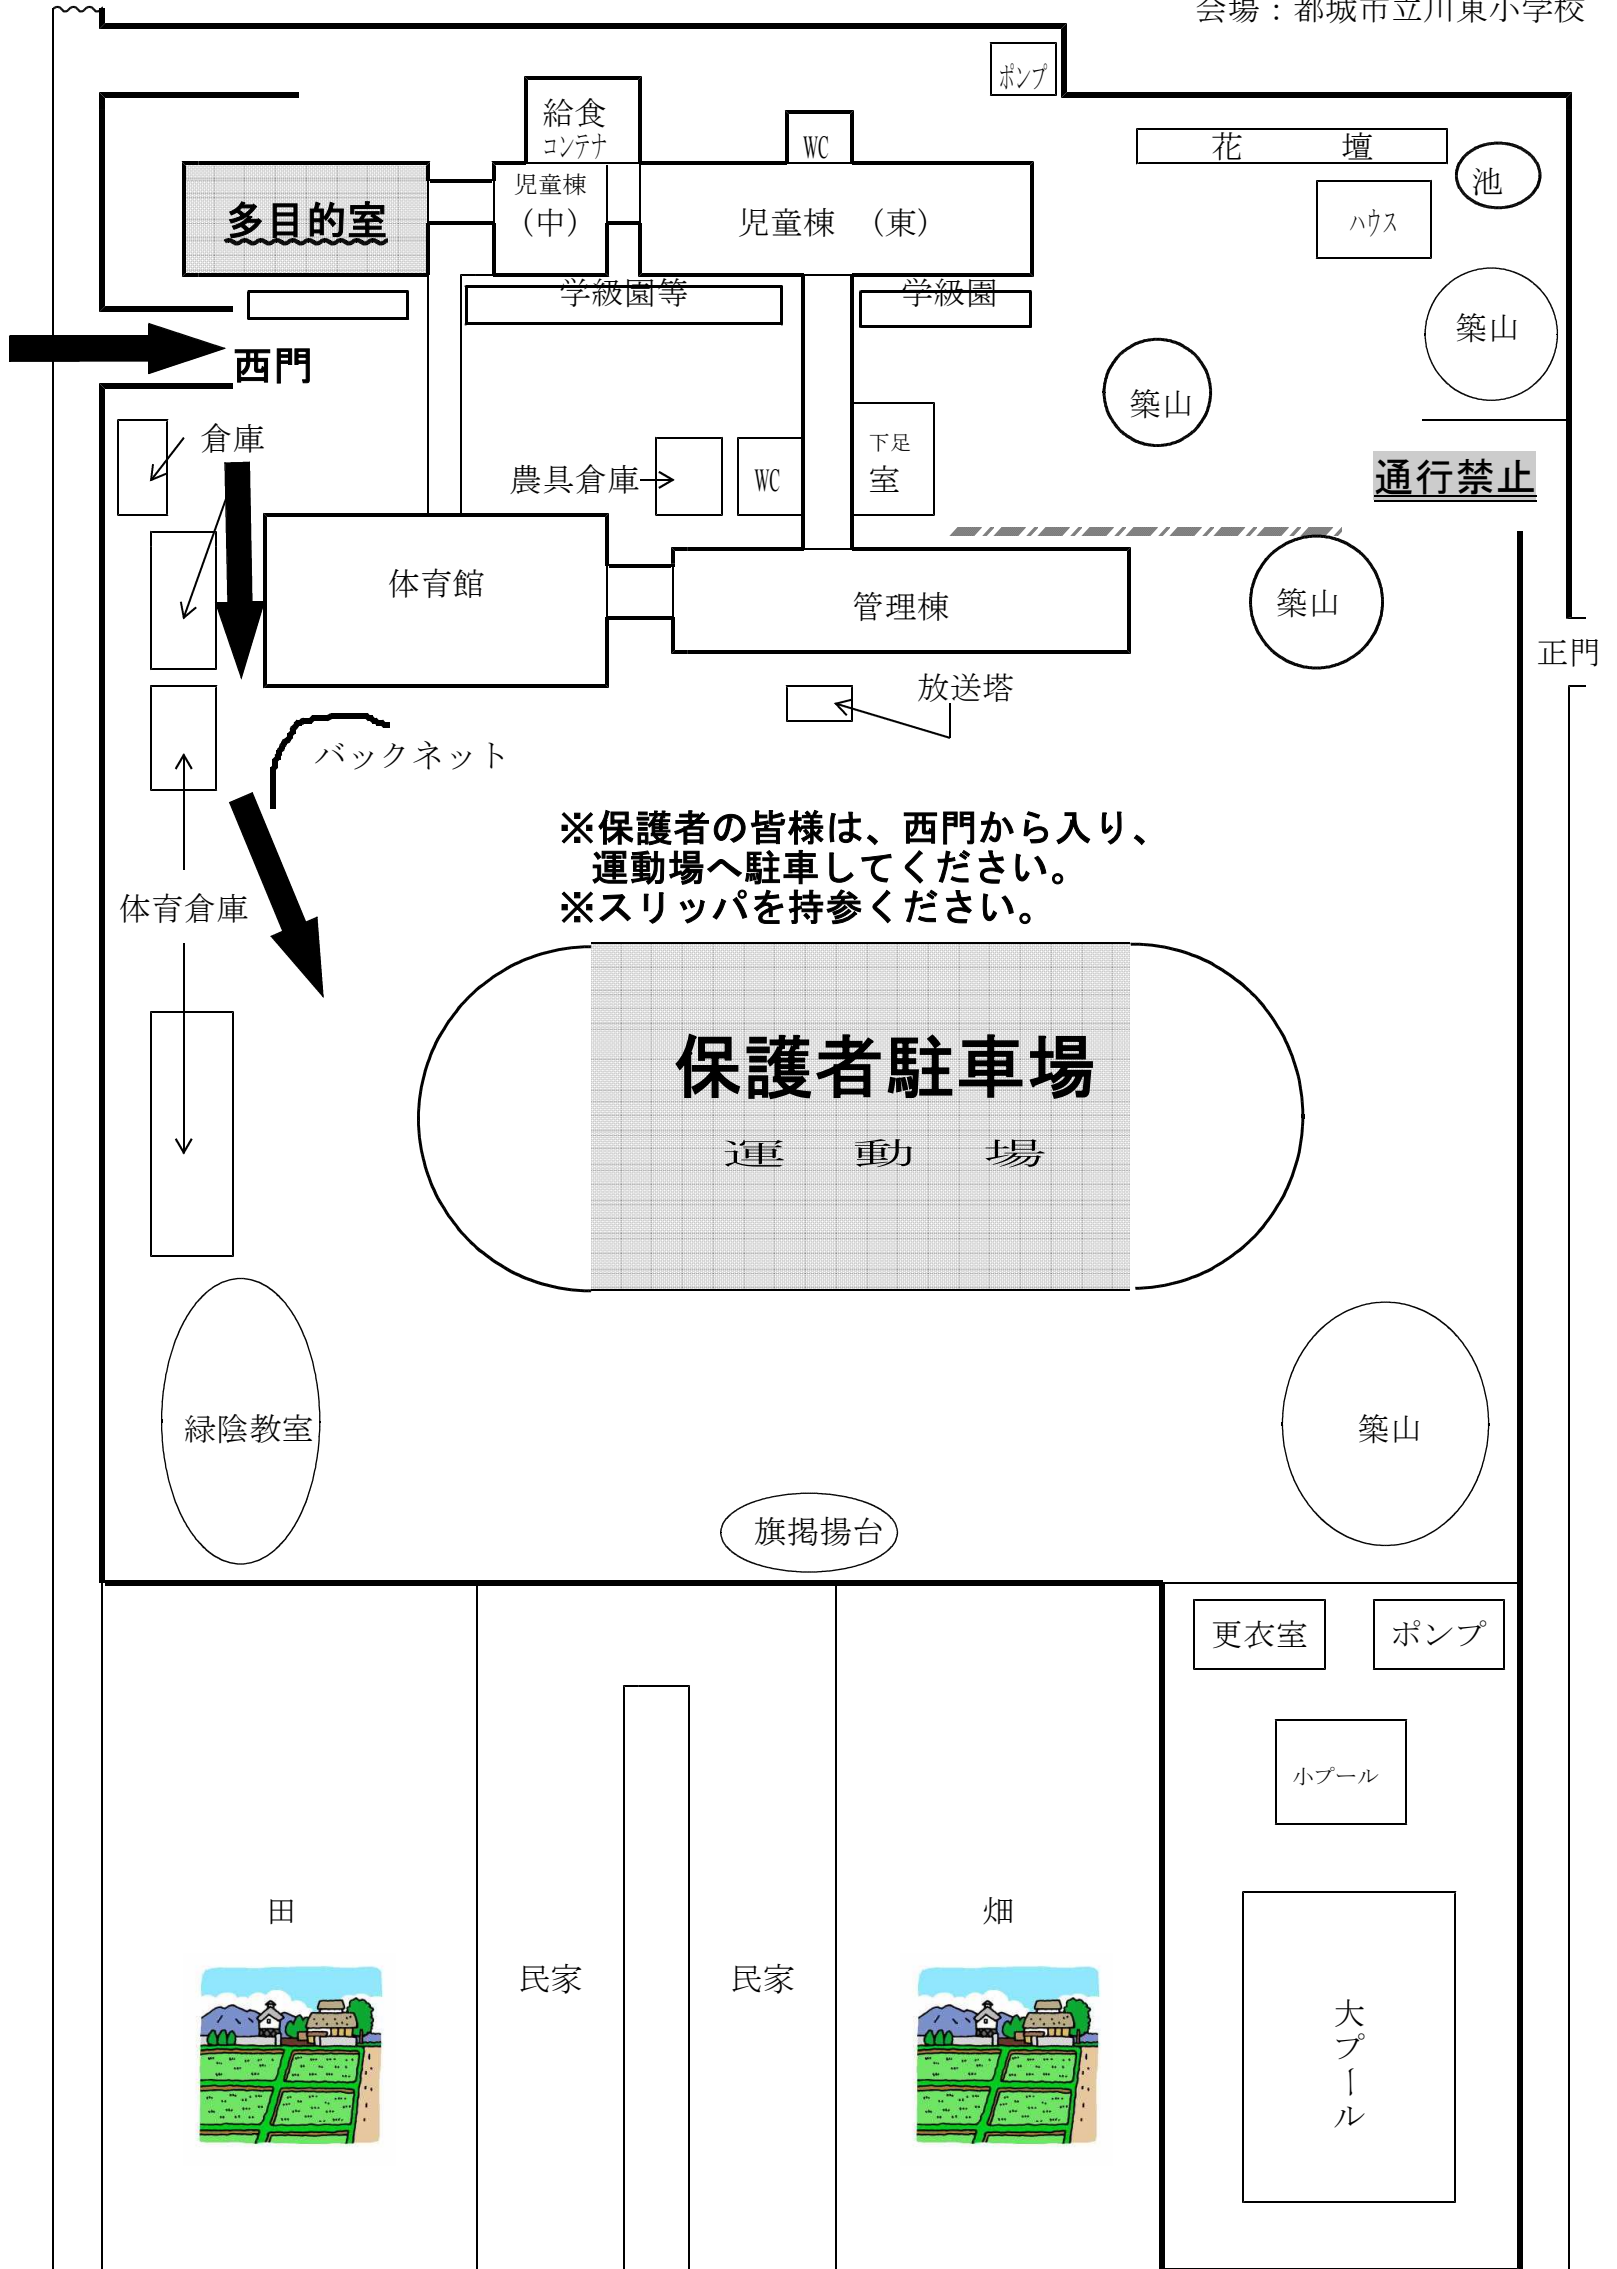 会場：都城市立川東小学校
ポンプ
給食
コンテナ
WC
花　壇
池
多目的室
児童棟
（中）
児童棟　（東）
ハウス
学級園等
学級園
築山
西門
築山
倉庫
下足
室
農具倉庫
WC
通行禁止
体育館
管理棟
築山
正門
放送塔
バックネット
※保護者の皆様は、西門から入り、
運動場へ駐車してください。
※スリッパを持参ください。
体育倉庫
保護者駐車場
運　動　場
緑陰教室
築山
旗掲揚台
更衣室
ポンプ
小プール
田
畑
民家
民家
大プール